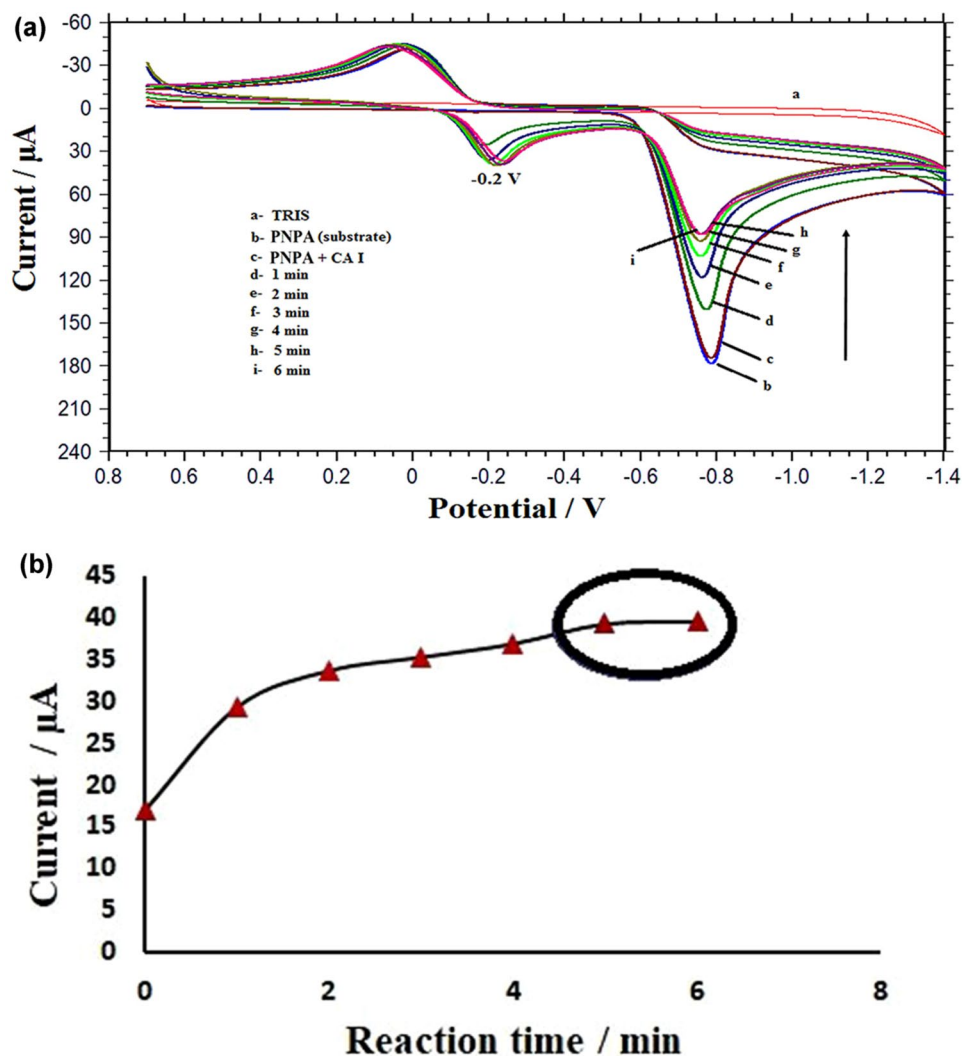 (a)
-60
-30
0
30
60
90
120
150
180
210
240
Current / µA
0.8 0.6 0.4 0.2 0 -0.2 -0.4 -0.6 -0.8 -1.0 -1.2 -1.4
Potential / V
a
-0.2 V
a- TRIS
b- PNPA (substrate)
c- PNPA + CA I
d- 1 min
e- 2 min
f- 3 min
g- 4 min
h- 5 min
i- 6 min
h
g
i
f
e
d
c
b
(b)
45
40
35
30
25
20
15
10
5
0
Current / µA
0 2 4 6 8
Reaction time / min